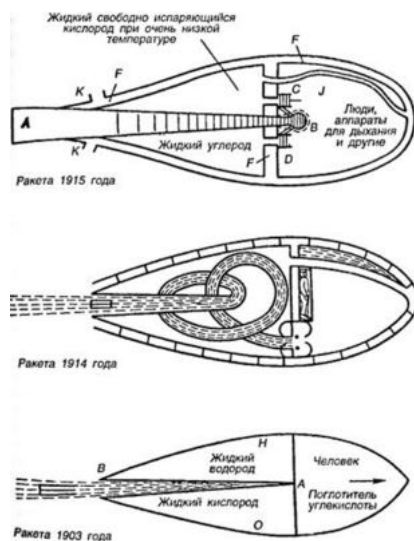 Жидкий свободно испаряющийся
кислород при очень низкой
температуре
F
F
K
C
J
A
B
Люди,
аппараты
для дыхания
и другие
K
Жидкий углерод
F
D
Ракета 1915 года
Ракета 1914 года
H
Жидкий
водород
Человек
B
A
Жидкий кислород
Поглотитель
углекислоты
O
Ракета 1903 года